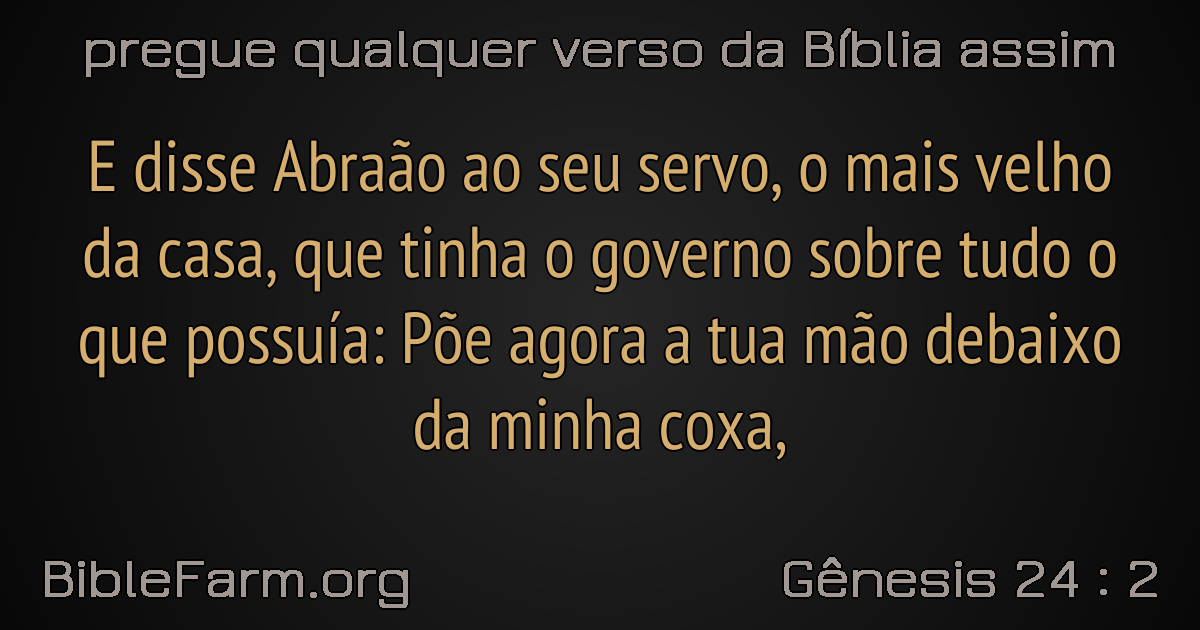 pregue qualquer verso da Bíblia assim
E disse Abraão ao seu servo, o mais velho
da casa, que tinha o governo sobre tudo o
que possuía: Põe agora a tua mão debaixo
da minha coxa,
BibleFarm.org
Gênesis 24 : 2